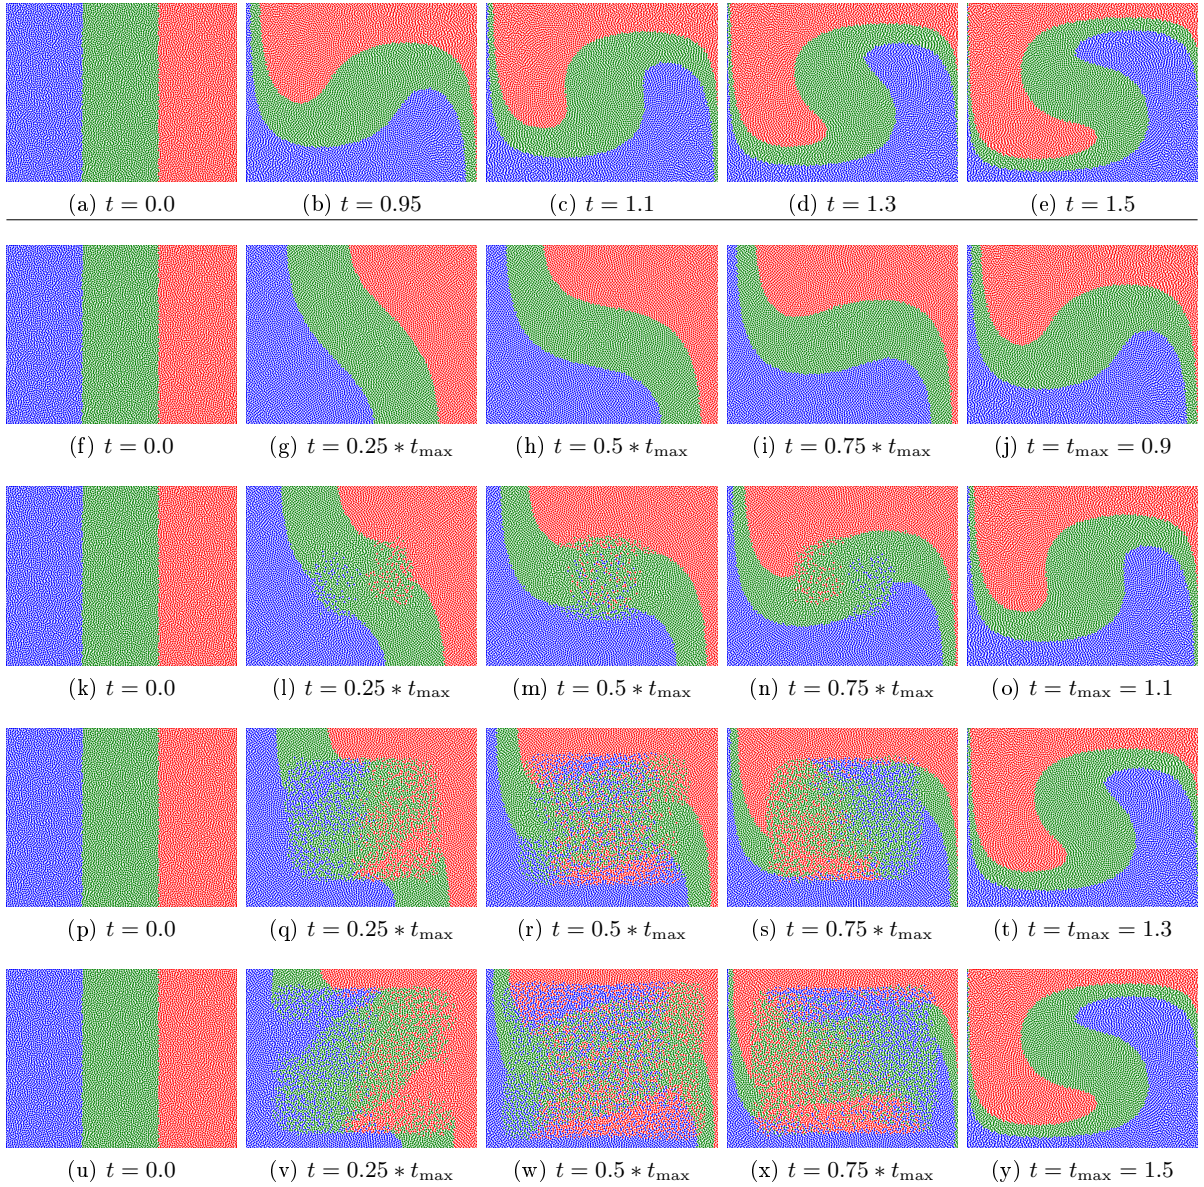 (a) t = 0.0 (b) t = 0.95 (c) t = 1.1 (d) t = 1.3 (e) t = 1.5
(f) t = 0.0 (g) t = 0.25 * t_max (h) t = 0.5 * t_max (i) t = 0.75 * t_max (j) t = t_max = 0.9
(k) t = 0.0 (l) t = 0.25 * t_max (m) t = 0.5 * t_max (n) t = 0.75 * t_max (o) t = t_max = 1.1
(p) t = 0.0 (q) t = 0.25 * t_max (r) t = 0.5 * t_max (s) t = 0.75 * t_max (t) t = t_max = 1.3
(u) t = 0.0 (v) t = 0.25 * t_max (w) t = 0.5 * t_max (x) t = 0.75 * t_max (y) t = t_max = 1.5